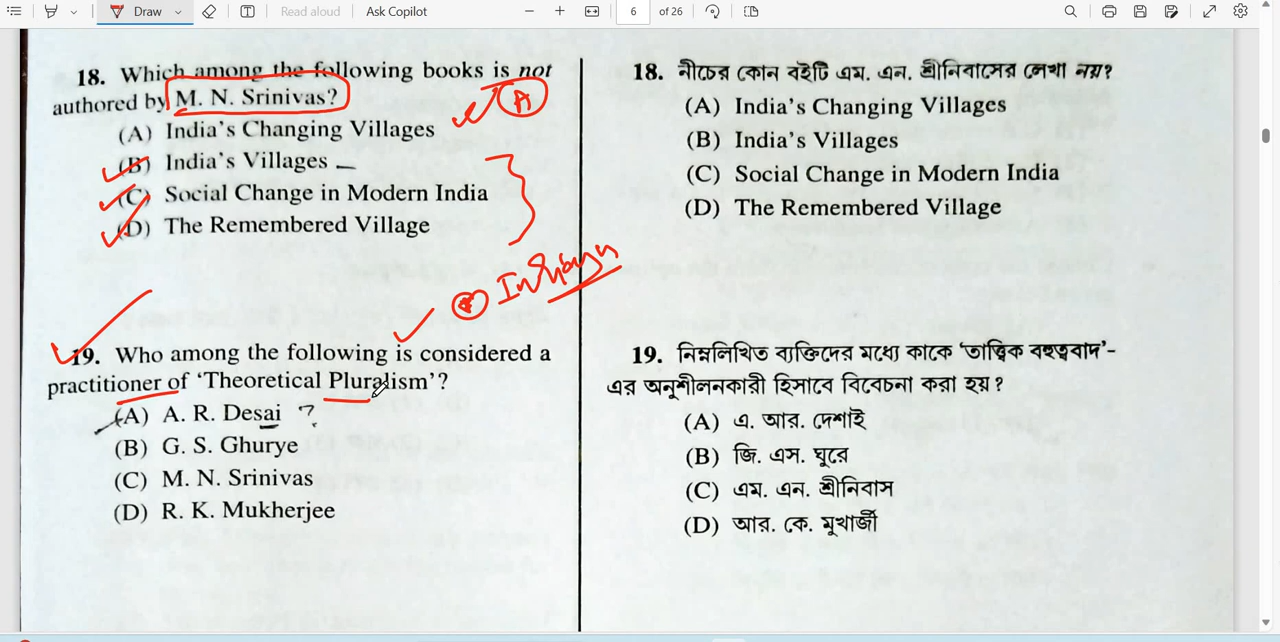 Draw
Read aloud
Ask Copilot
6
of 26
18. Which among the following books is not
authored by M. N. Srinivas?
(A) India's Changing Villages
(B) India's Villages
(C) Social Change in Modern India
(D) The Remembered Village
A
19. Who among the following is considered a
practitioner of 'Theoretical Pluralism'?
(A) A. R. Desai ?
(B) G. S. Ghurye
(C) M. N. Srinivas
(D) R. K. Mukherjee
18. নীচের কোন বইটি এম. এন. শ্রীনিবাসের লেখা নয়?
(A) India's Changing Villages
(B) India's Villages
(C) Social Change in Modern India
(D) The Remembered Village
19. নিম্নলিখিত ব্যক্তিদের মধ্যে কাকে 'তাত্ত্বিক বহুত্ববাদ'-
এর অনুশীলনকারী হিসাবে বিবেচনা করা হয়?
(A) এ. আর. দেশাই
(B) জি. এস. ঘুরে
(C) এম. এন. শ্রীনিবাস
(D) আর. কে. মুখার্জী